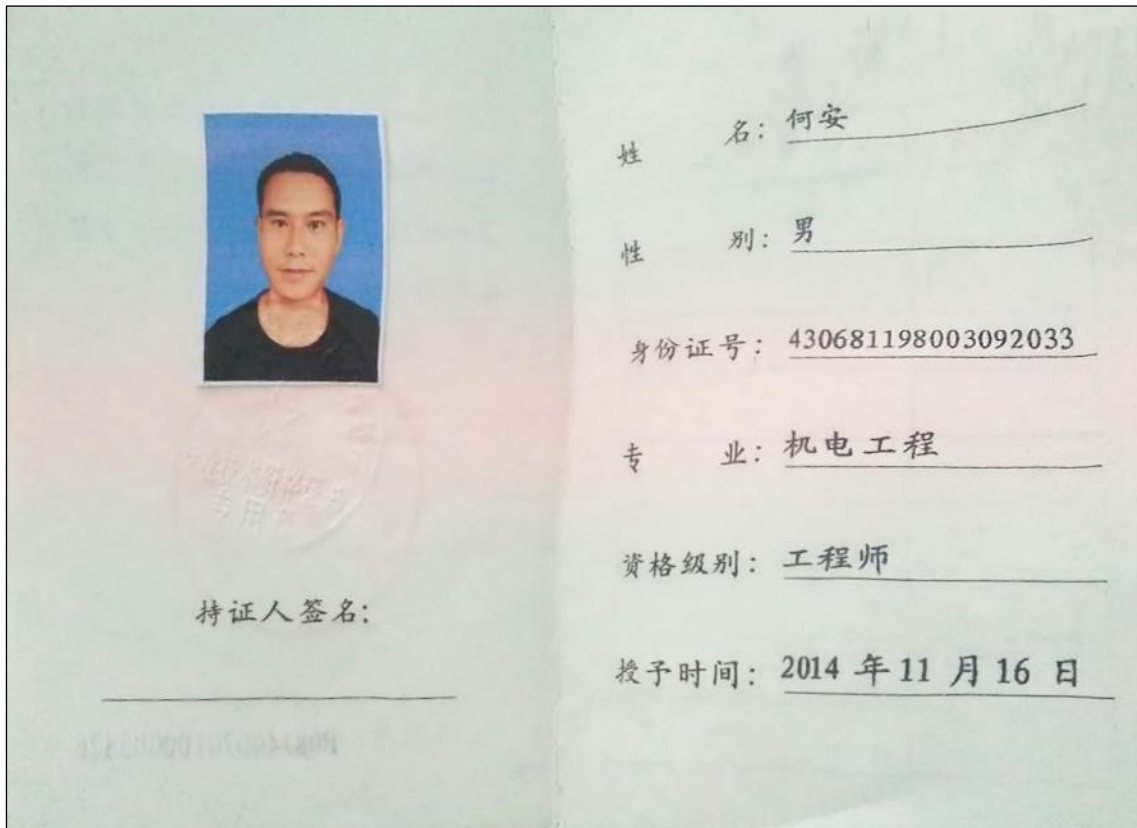 持证人签名：
姓 名：何安
性 别：男
身份证号：430681198003092033
专 业：机电工程
资格级别：工程师
授予时间：2014 年 11 月 16 日